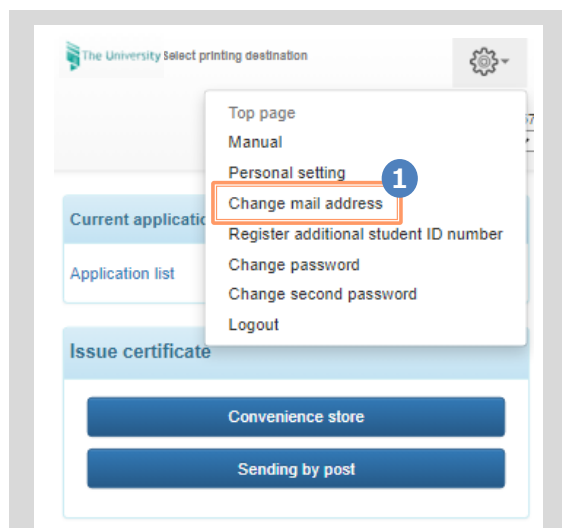 The University Select printing destination
Top page
Manual
Personal setting
1
Change mail address
Current applicatio
Register additional student ID number
Application list
Change password
Change second password
Logout
Issue certificate
Convenience store
Sending by post